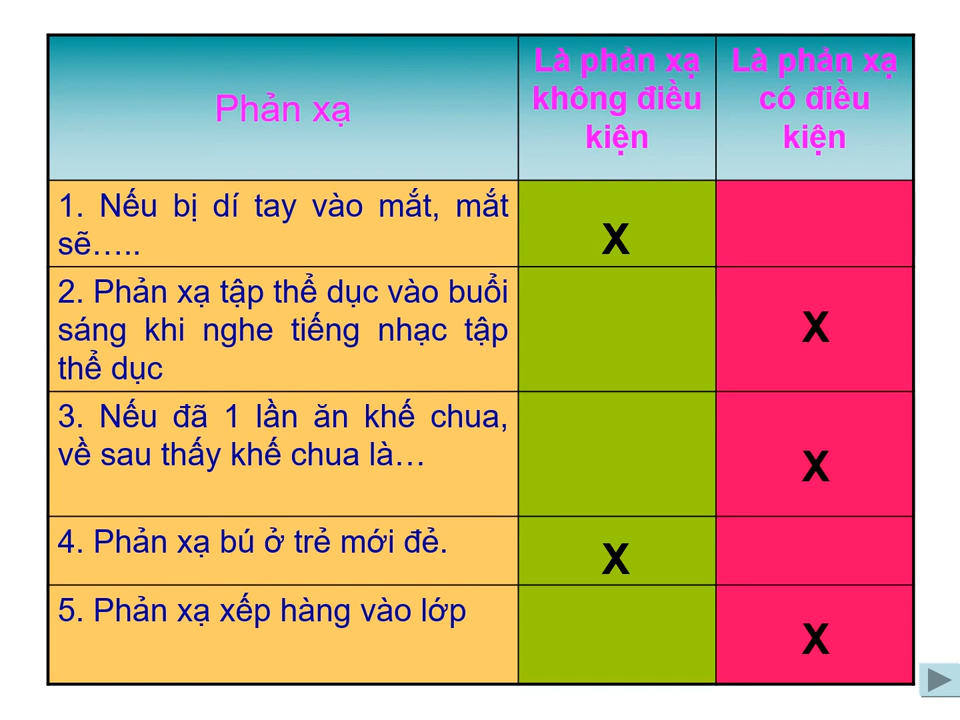 Phản xạ
Là phản xạ
không điều
kiện
Là phản xạ
có điều
kiện
1. Nếu bị dí tay vào mắt, mắt
sẽ…..
X
2. Phản xạ tập thể dục vào buổi
sáng khi nghe tiếng nhạc tập
thể dục
X
3. Nếu đã 1 lần ăn khế chua,
về sau thấy khế chua là…
X
4. Phản xạ bú ở trẻ mới đẻ.
X
5. Phản xạ xếp hàng vào lớp
X